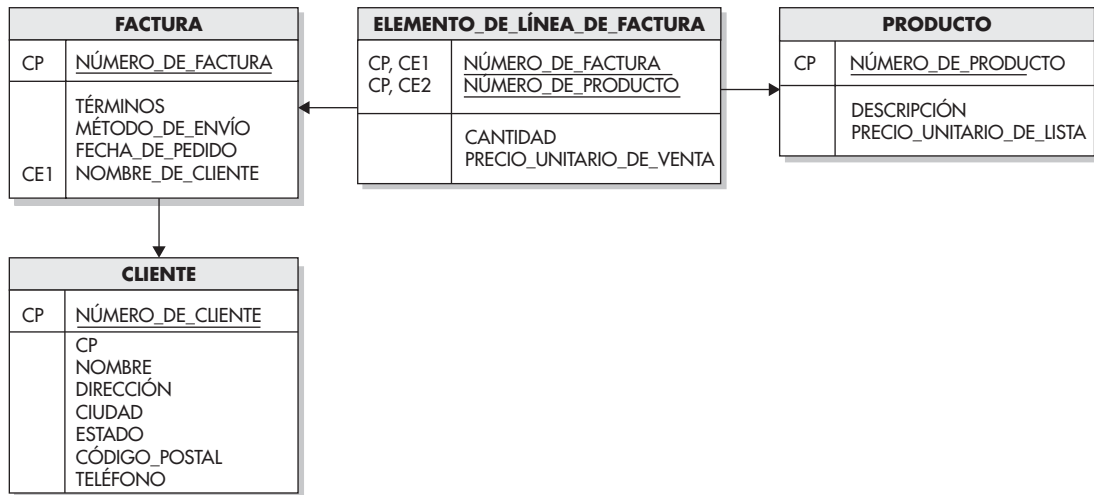 FACTURA
CP NÚMERO_DE_FACTURA
TÉRMINOS
MÉTODO_DE_ENVÍO
FECHA_DE_PEDIDO
CE1 NOMBRE_DE_CLIENTE
ELEMENTO_DE_LÍNEA_DE_FACTURA
CP, CE1 NÚMERO_DE_FACTURA
CP, CE2 NÚMERO_DE_PRODUCTO
CANTIDAD
PRECIO_UNITARIO_DE_VENTA
PRODUCTO
CP NÚMERO_DE_PRODUCTO
DESCRIPCIÓN
PRECIO_UNITARIO_DE_LISTA
CLIENTE
CP NÚMERO_DE_CLIENTE
CP
NOMBRE
DIRECCIÓN
CIUDAD
ESTADO
CÓDIGO_POSTAL
TELÉFONO